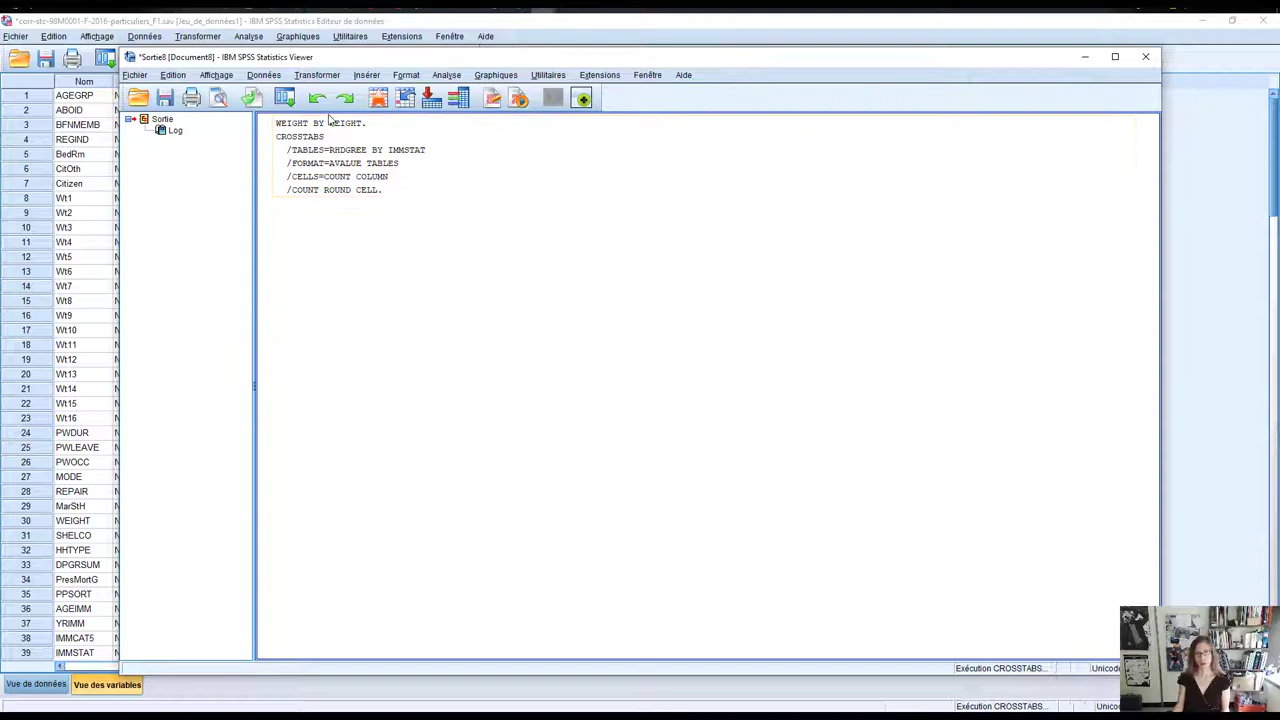 *corr-stc-98M0001-F-2016-particuliers_F1.sav [Jeu_de_données1] - IBM SPSS Statistics Editeur de données
Fichier Edition Affichage Données Transformer Analyse Graphiques Utilitaires Extensions Fenêtre Aide
*Sortie8 [Document8] - IBM SPSS Statistics Viewer
Fichier Edition Affichage Données Transformer Insérer Format Analyse Graphiques Utilitaires Extensions Fenêtre Aide
Sortie
Log
WEIGHT BY WEIGHT.
CROSSTABS
/TABLES=RHDGREE BY IMMSTAT
/FORMAT=AVALUE TABLES
/CELLS=COUNT COLUMN
/COUNT ROUND CELL.
Nom
1 AGEGRP
2 ABOID
3 BFNMEMB
4 REGIND
5 BedRm
6 CitOth
7 Citizen
8 Wt1
9 Wt2
10 Wt3
11 Wt4
12 Wt5
13 Wt6
14 Wt7
15 Wt8
16 Wt9
17 Wt10
18 Wt11
19 Wt12
20 Wt13
21 Wt14
22 Wt15
23 Wt16
24 PWDUR
25 PWLEAVE
26 PWOCC
27 MODE
28 REPAIR
29 MarStH
30 WEIGHT
31 SHELCO
32 HHTYPE
33 DPGRSUM
34 PresMortG
35 PPSORT
36 AGEIMM
37 YRIMM
38 IMMCAT5
39 IMMSTAT
Exécution CROSSTABS... Unicode
Vue de données Vue des variables
Exécution CROSSTABS...